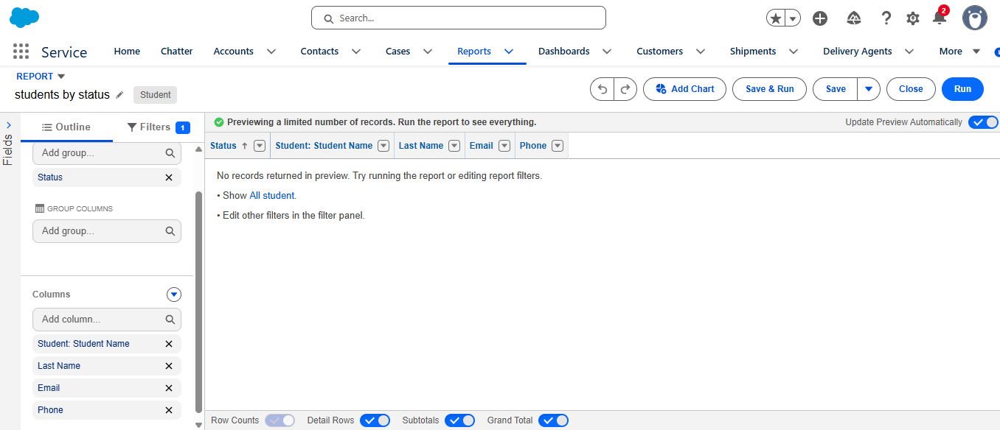 Search...
2
Service
Home
Chatter
Accounts
Contacts
Cases
Reports
Dashboards
Customers
Shipments
Delivery Agents
More
REPORT
students by status
Student
Add Chart
Save & Run
Save
Close
Run
Fields
Outline
Filters
1
Add group...
Status
GROUP COLUMNS
Add group...
Columns
Add column...
Student: Student Name
Last Name
Email
Phone
Previewing a limited number of records. Run the report to see everything.
Update Preview Automatically
Status
Student: Student Name
Last Name
Email
Phone
No records returned in preview. Try running the report or editing report filters.
• Show All student.
• Edit other filters in the filter panel.
Row Counts
Detail Rows
Subtotals
Grand Total